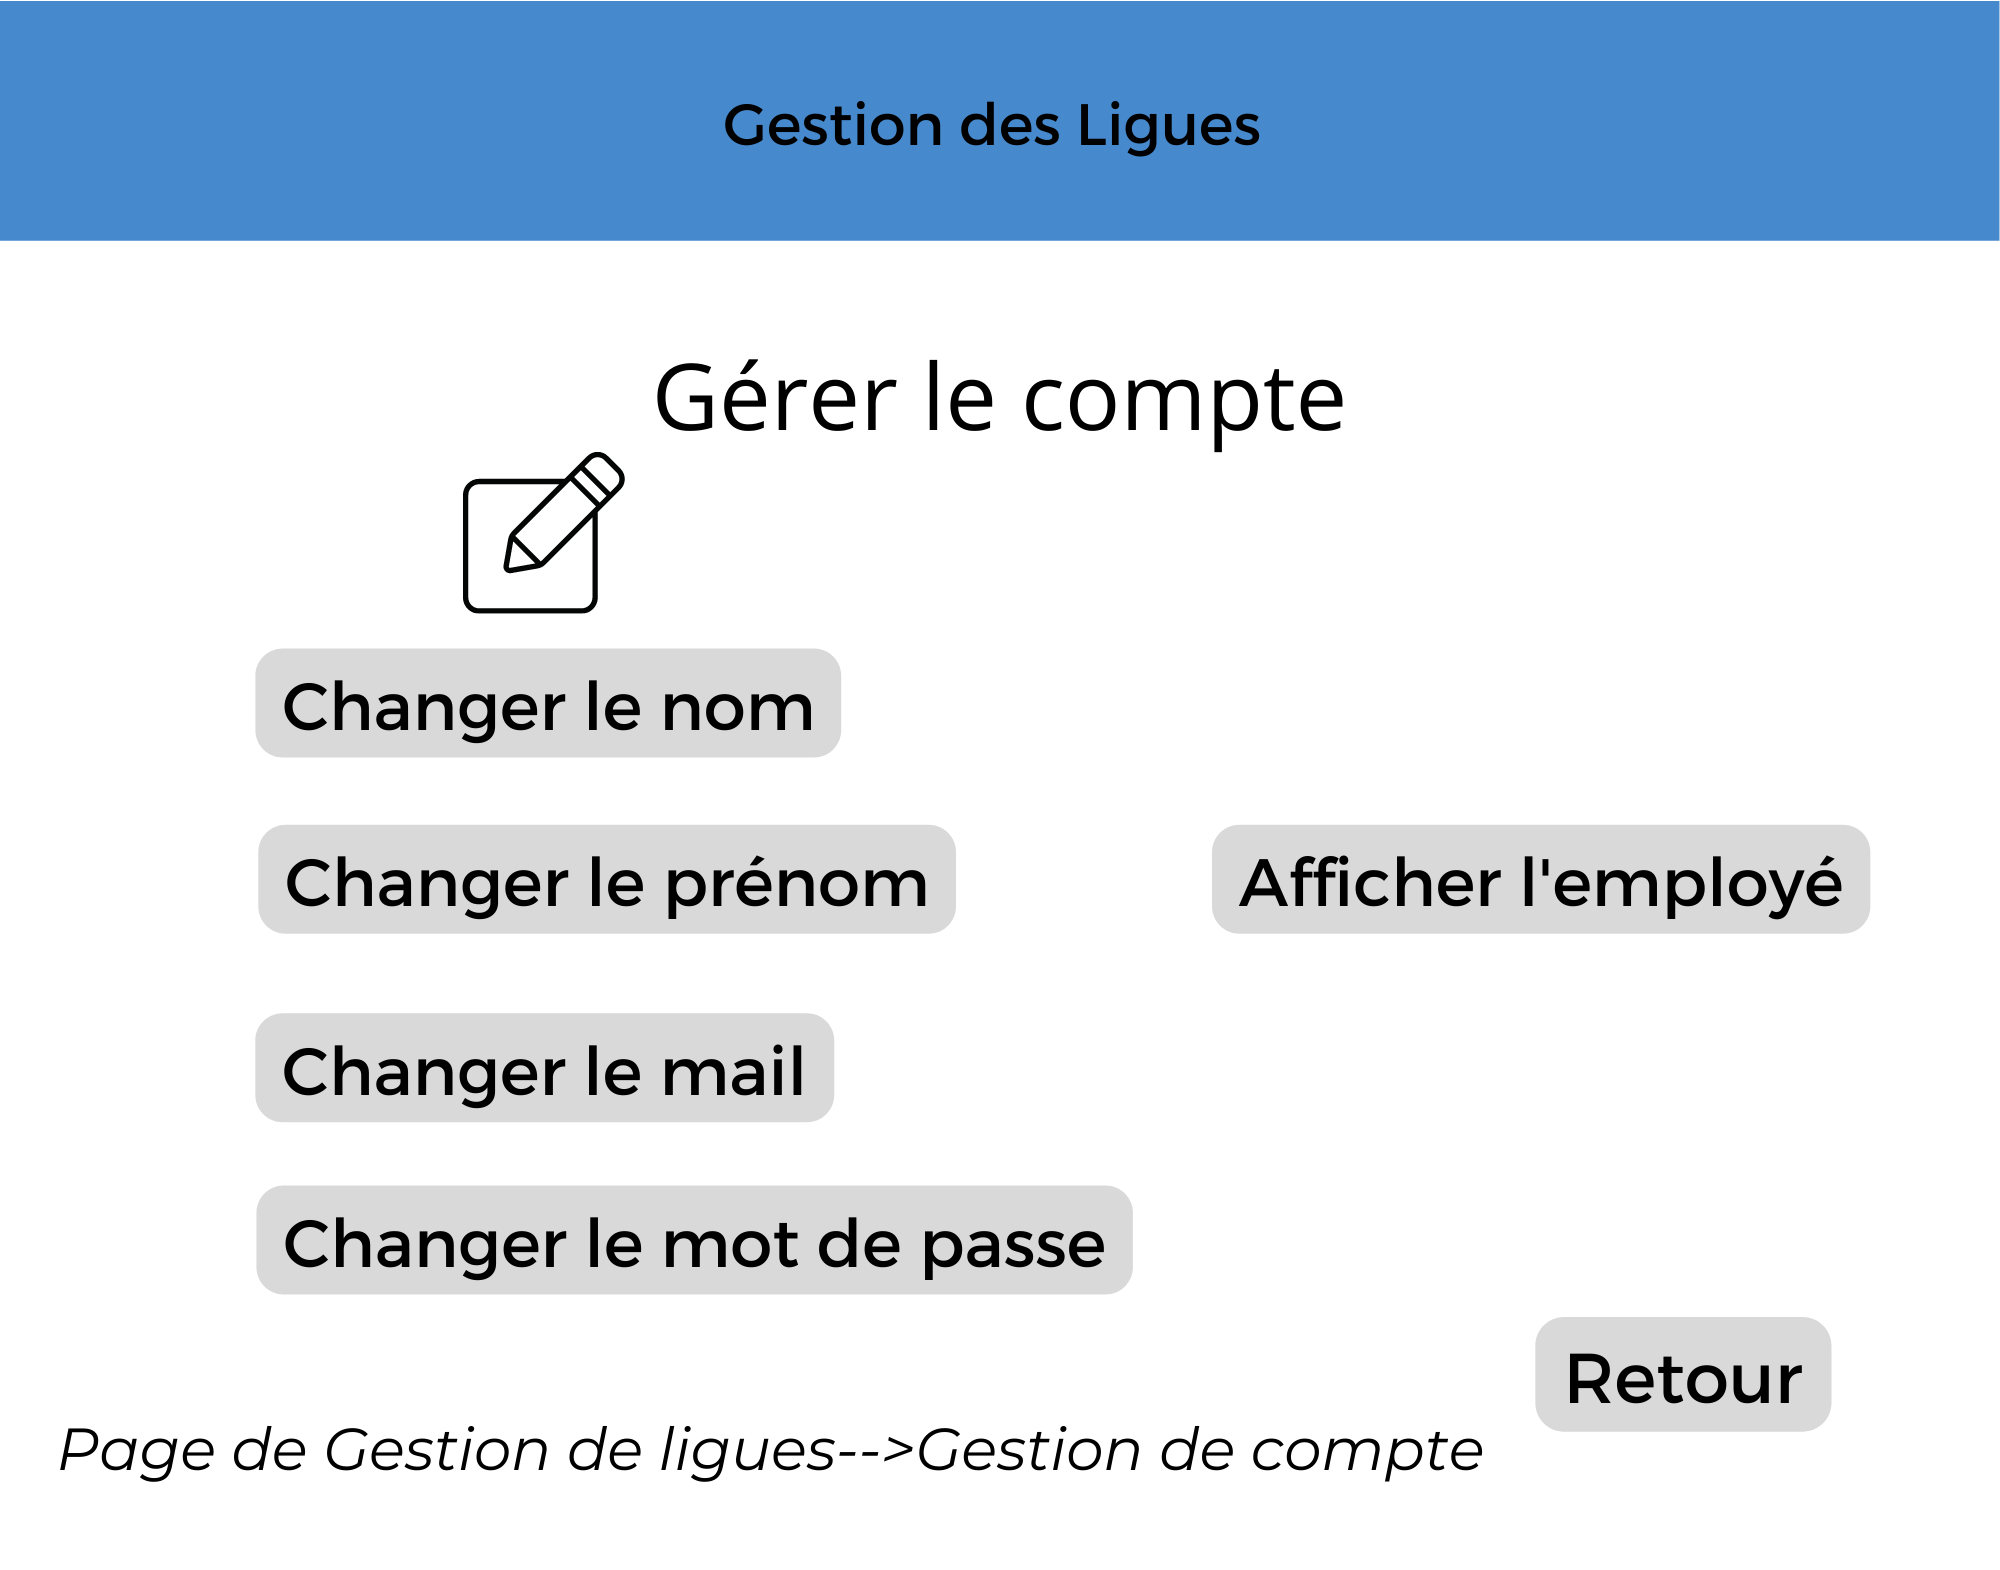 Gestion des Ligues
Gérer le compte
Changer le nom
Changer le prénom
Afficher l'employé
Changer le mail
Changer le mot de passe
Retour
Page de Gestion de ligues-->Gestion de compte